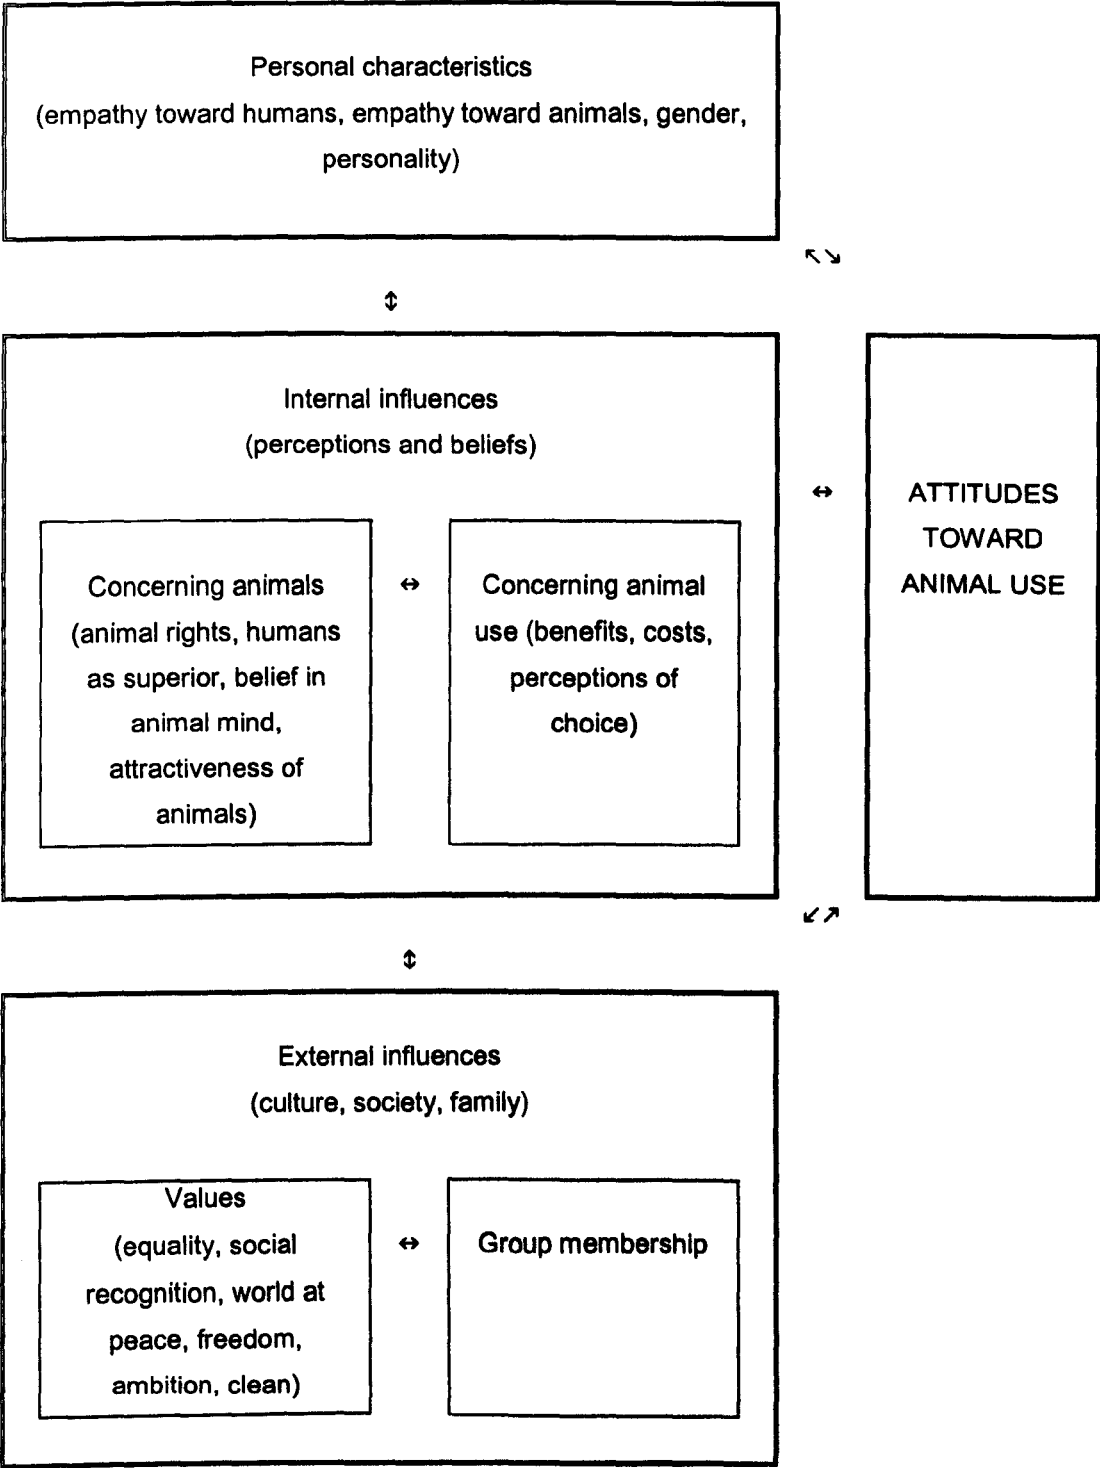 Personal characteristics
(empathy toward humans, empathy toward animals, gender,
personality)
↖↘
↕
Internal influences
(perceptions and beliefs)
Concerning animals
(animal rights, humans
as superior, belief in
animal mind,
attractiveness of
animals)
↔
Concerning animal
use (benefits, costs,
perceptions of
choice)
↔
ATTITUDES
TOWARD
ANIMAL USE
↙↗
↕
External influences
(culture, society, family)
Values
(equality, social
recognition, world at
peace, freedom,
ambition, clean)
↔
Group membership